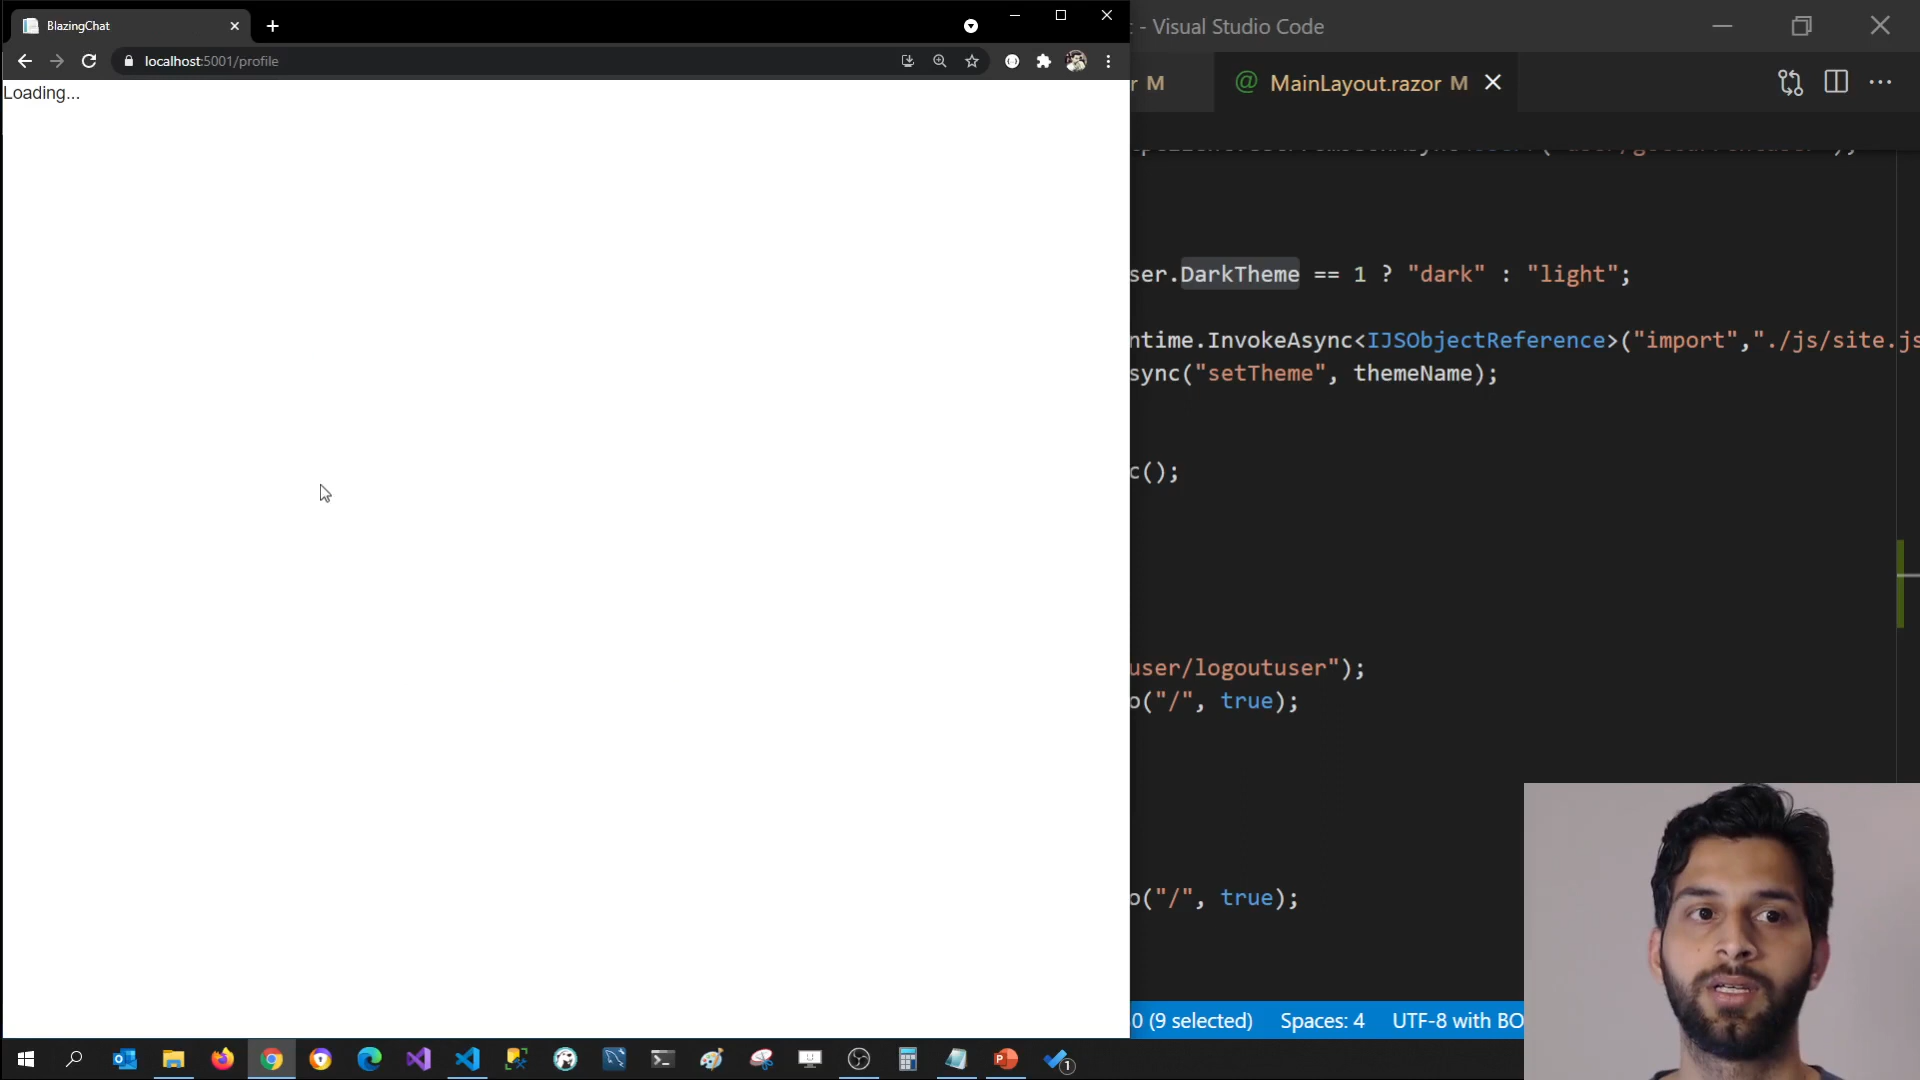 BlazingChat
localhost:5001/profile
Loading...
- Visual Studio Code
r M
@ MainLayout.razor M
ser.DarkTheme == 1 ? "dark" : "light";
ntime.InvokeAsync<IJSObjectReference>("import","./js/site.js
sync("setTheme", themeName);
c();
user/logoutuser");
o("/", true);
o("/", true);
0 (9 selected) Spaces: 4 UTF-8 with BO
1